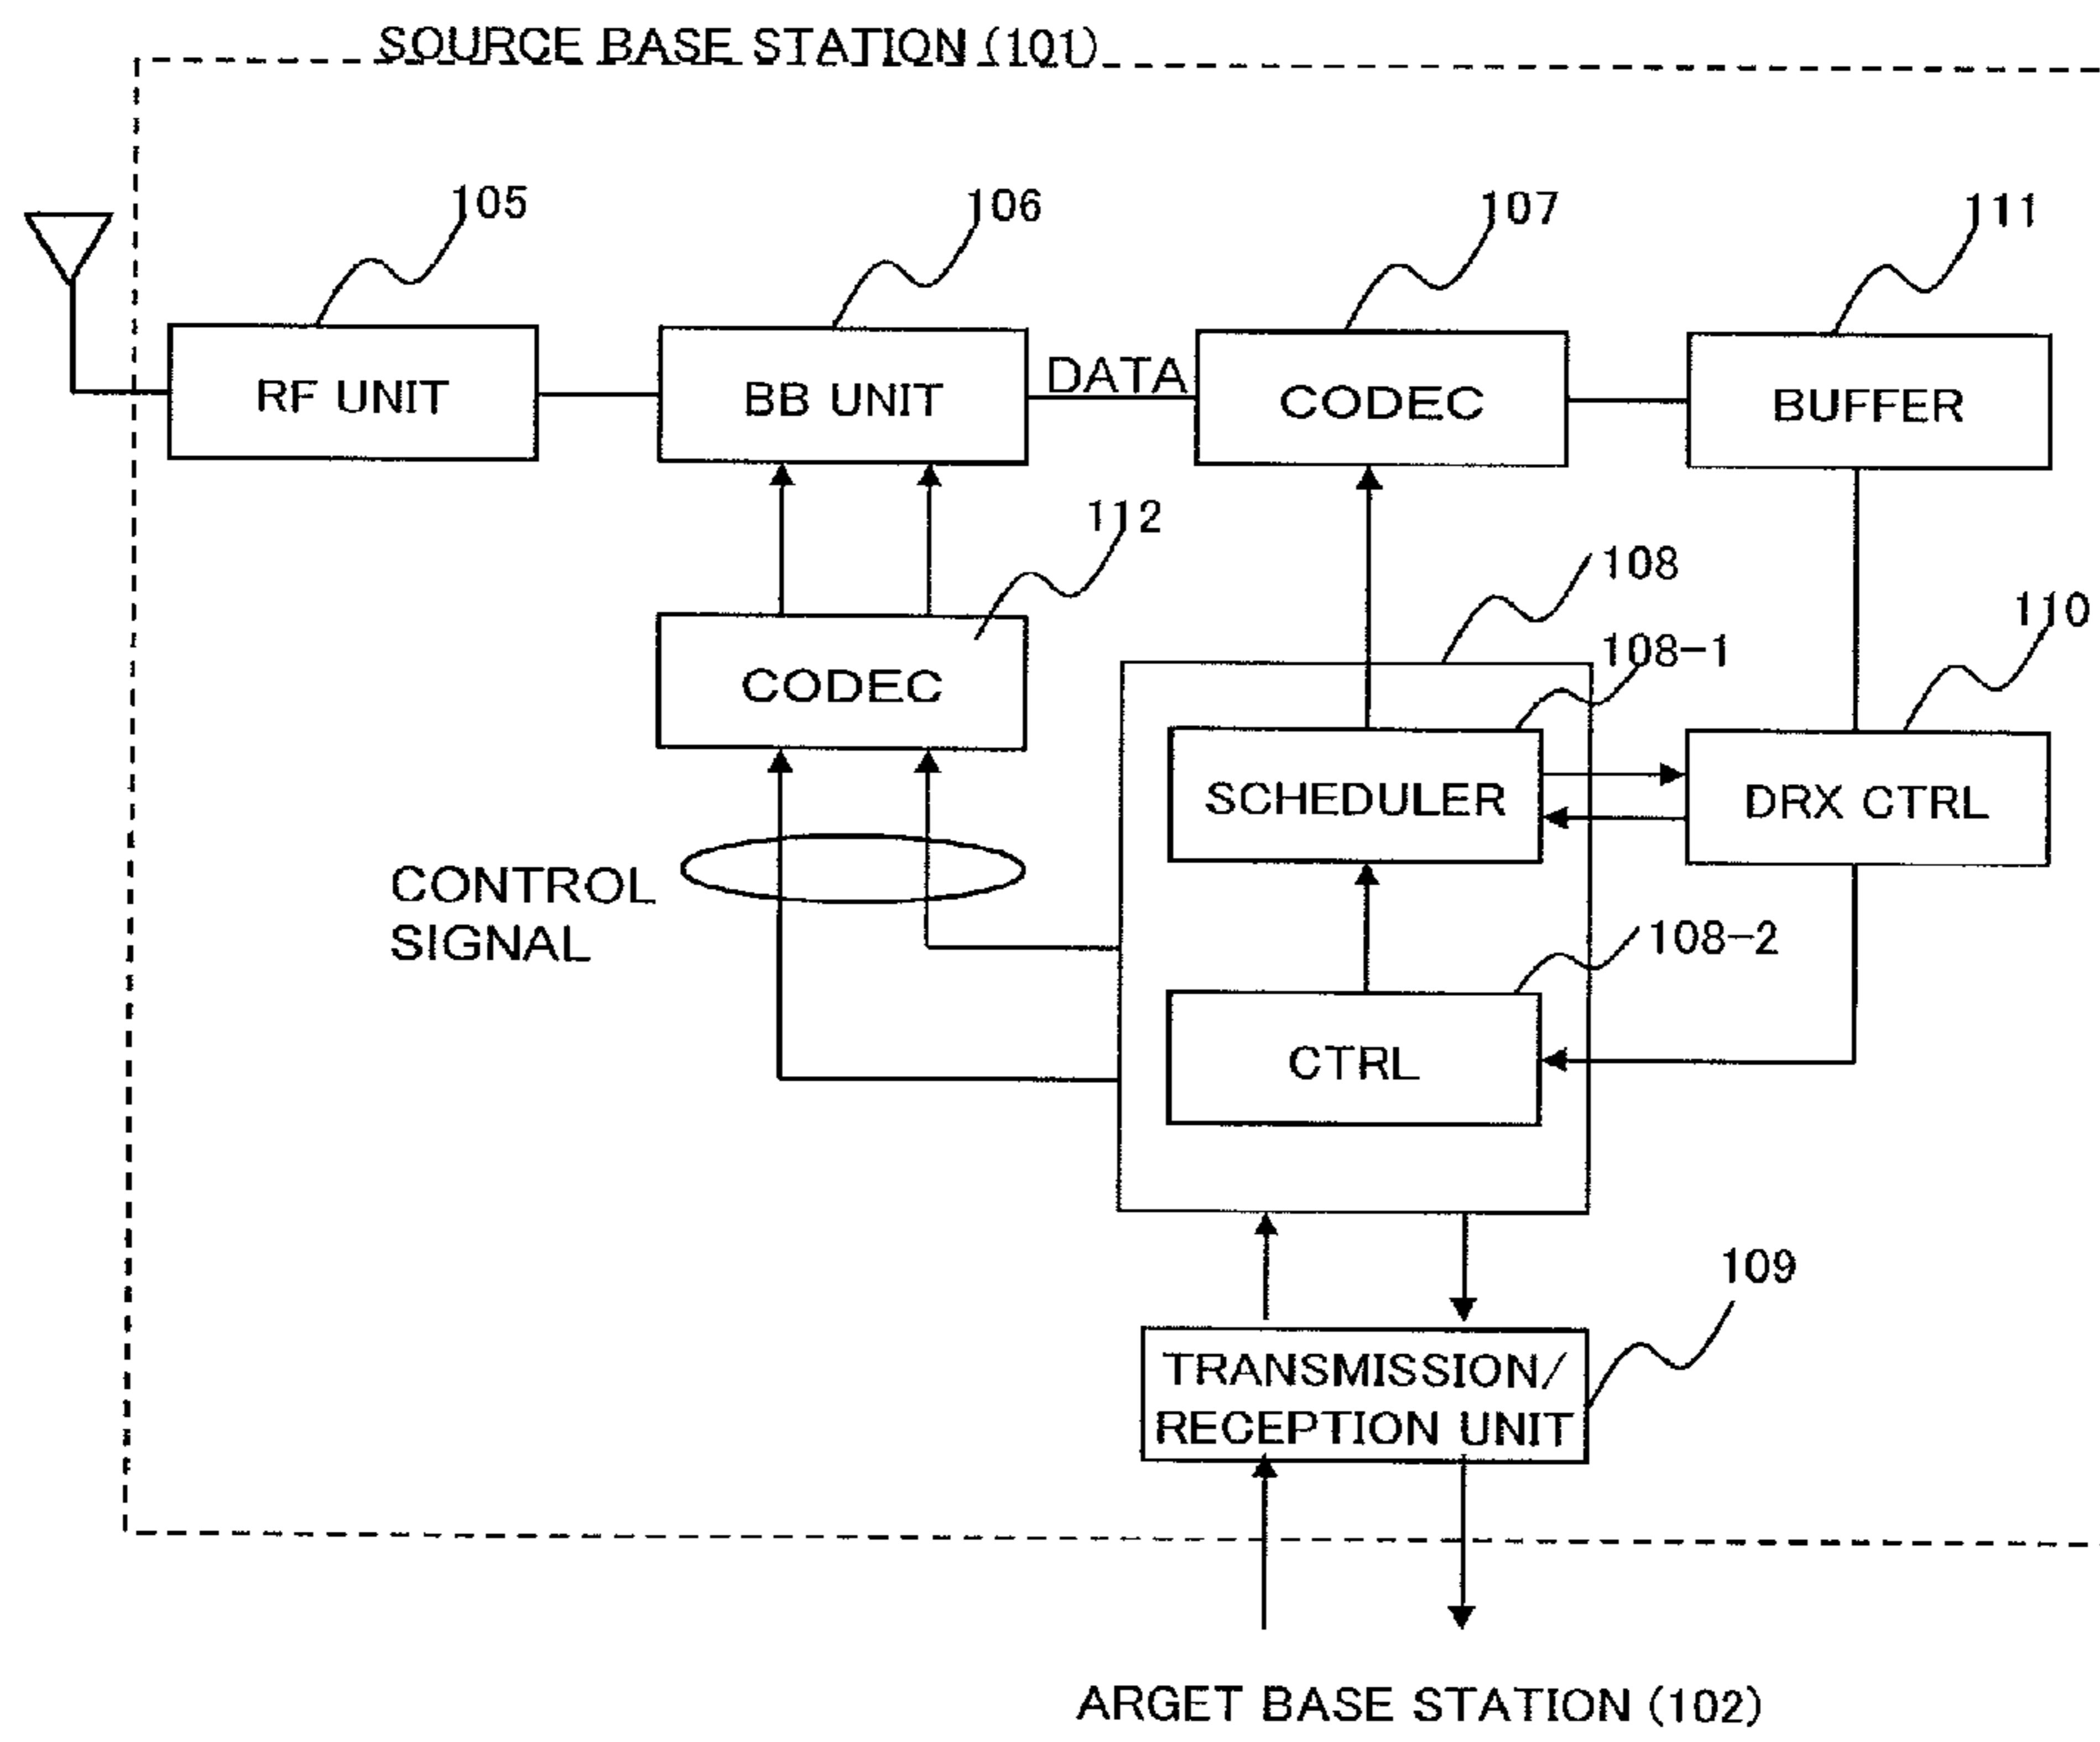 SOURCE BASE STATION (101)
105
106
107
111
RF UNIT
BB UNIT
DATA
CODEC
BUFFER
112
108
110
108-1
CODEC
SCHEDULER
DRX CTRL
CONTROL
SIGNAL
108-2
CTRL
109
TRANSMISSION/
RECEPTION UNIT
ARGET BASE STATION (102)